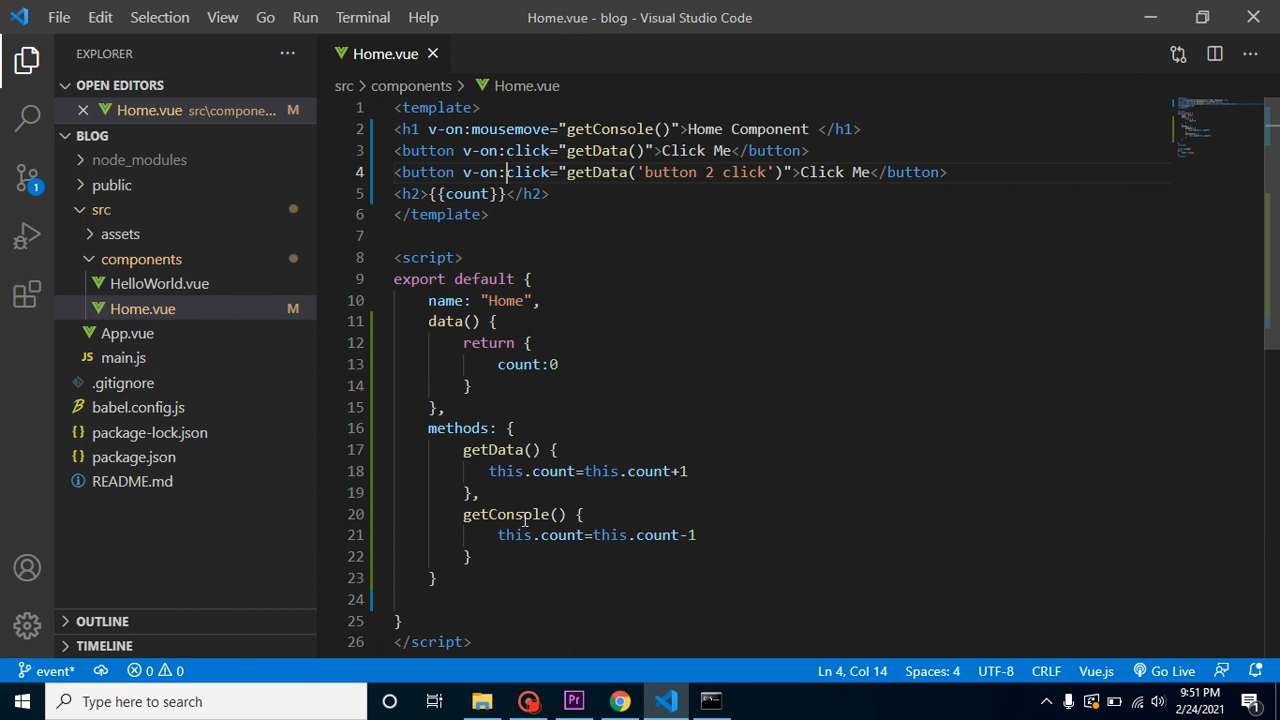 File Edit Selection View Go Run Terminal Help Home.vue - blog - Visual Studio Code
EXPLORER
OPEN EDITORS
Home.vue src\compone... M
BLOG
node_modules
public
src
assets
components
HelloWorld.vue
Home.vue M
App.vue
JS main.js
.gitignore
babel.config.js
{} package-lock.json
{} package.json
README.md
OUTLINE
TIMELINE
1
Home.vue
src > components > Home.vue
1 <template>
2 <h1 v-on:mousemove="getConsole()">Home Component </h1>
3 <button v-on:click="getData()">Click Me</button>
4 <button v-on:click="getData('button 2 click')">Click Me</button>
5 <h2>{{count}}</h2>
6 </template>
7
8 <script>
9 export default {
10 name: "Home",
11 data() {
12 return {
13 count:0
14 }
15 },
16 methods: {
17 getData() {
18 this.count=this.count+1
19 },
20 getConsole() {
21 this.count=this.count-1
22 }
23 }
24
25 }
26 </script>
event* 0 0 Ln 4, Col 14 Spaces: 4 UTF-8 CRLF Vue.js Go Live
Type here to search
Pr
9:51 PM
2/24/2021
1